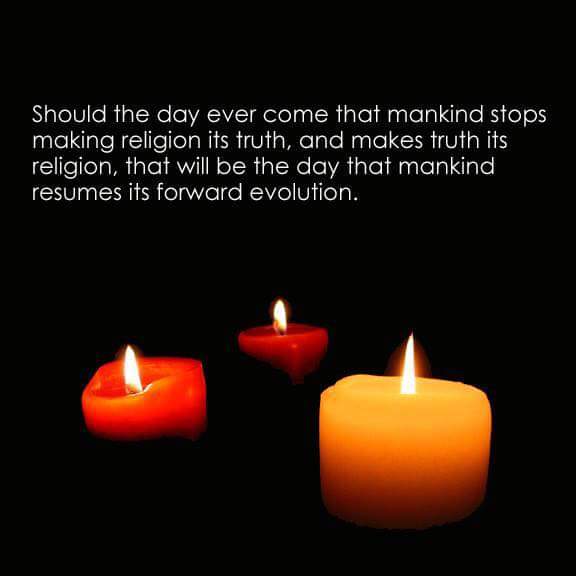 Should the day ever come that mankind stops
making religion its truth, and makes truth its
religion, that will be the day that mankind
resumes its forward evolution.